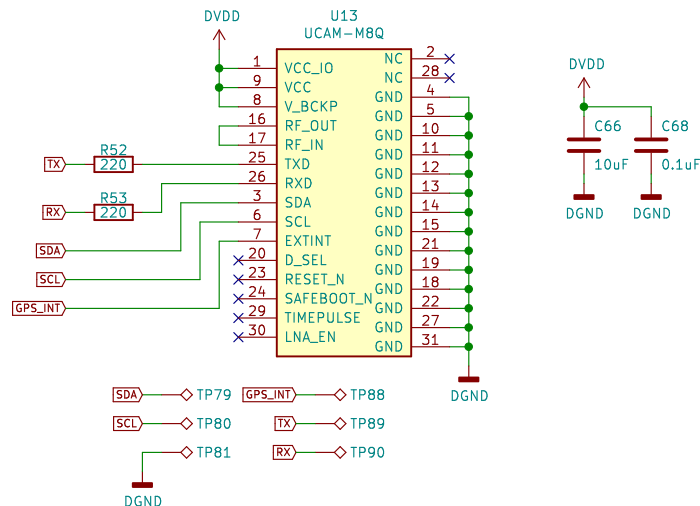 DVDD
U13
UCAM-M8Q
1 VCC_IO
9 VCC
8 V_BCKP
16 RF_OUT
17 RF_IN
25 TXD
26 RXD
3 SDA
6 SCL
7 EXTINT
20 D_SEL
23 RESET_N
24 SAFEBOOT_N
29 TIMEPULSE
30 LNA_EN
NC 2
NC 28
GND 4
GND 5
GND 10
GND 11
GND 12
GND 13
GND 14
GND 15
GND 21
GND 19
GND 18
GND 22
GND 27
GND 31
TX
R52
220
RX
R53
220
SDA
SCL
GPS_INT
DGND
DVDD
C66
10uF
C68
0.1uF
DGND
DGND
SDA TP79
GPS_INT TP88
SCL TP80
TX TP89
TP81
RX TP90
DGND